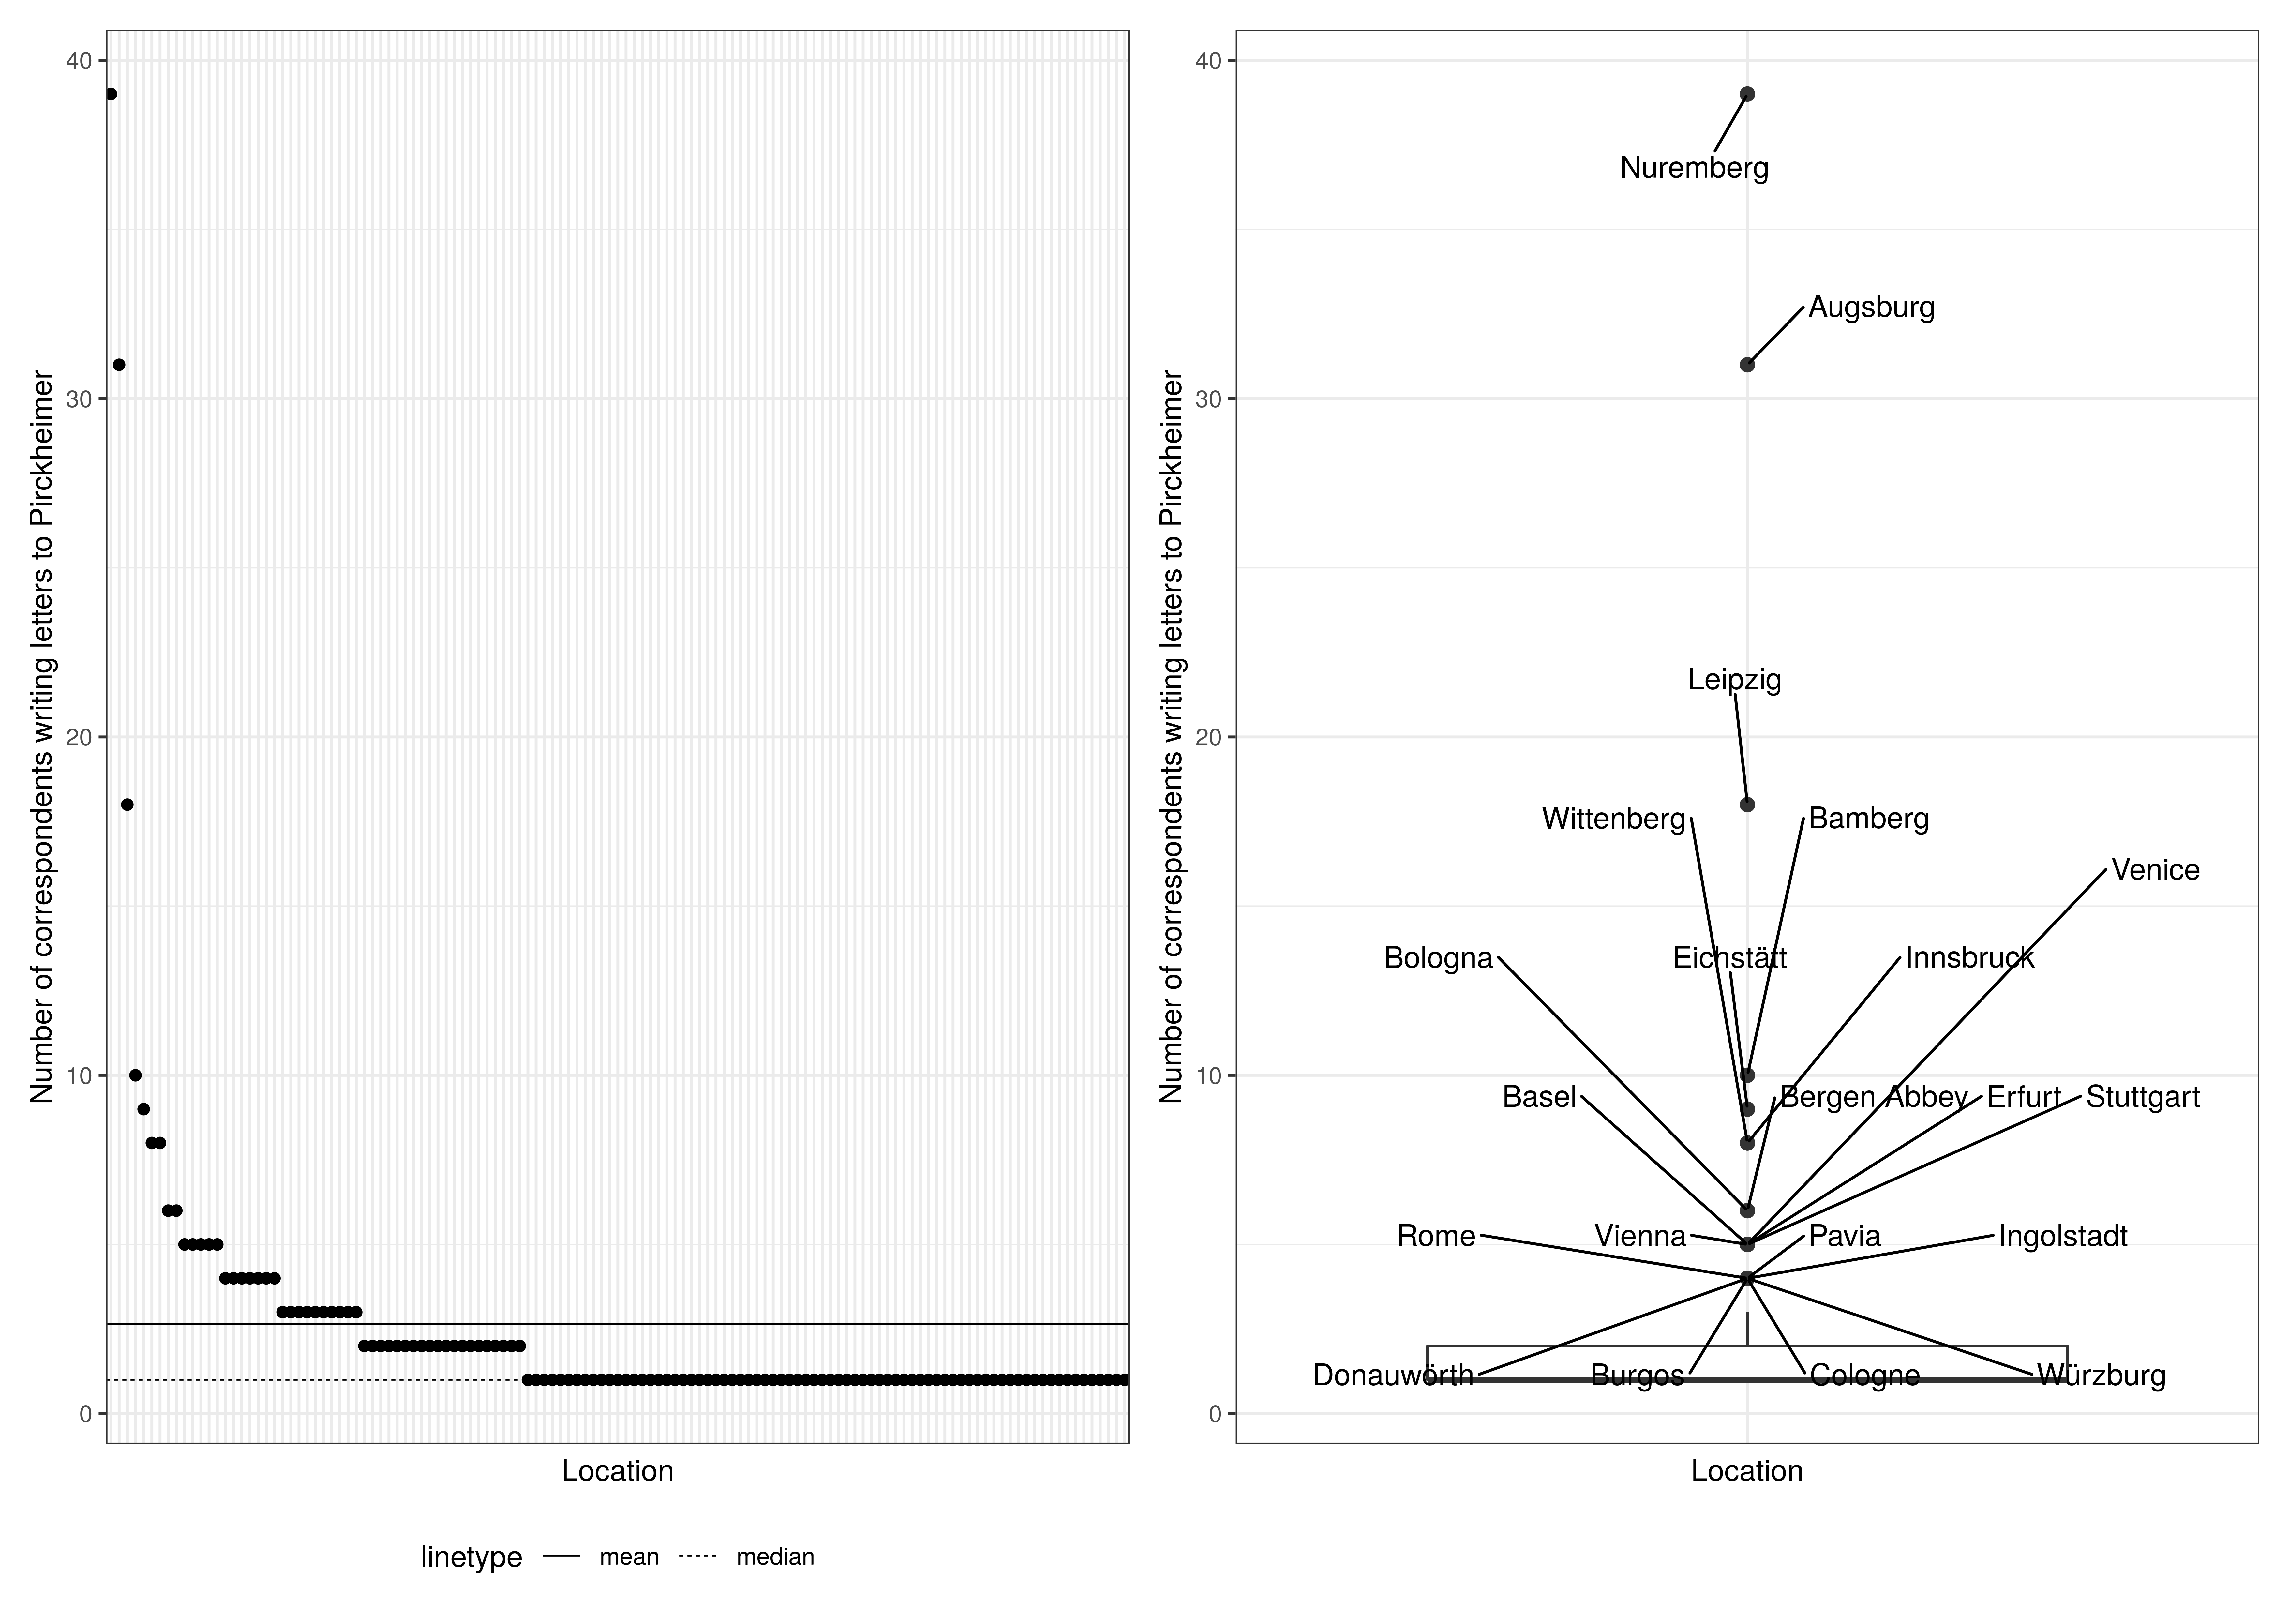 Number of correspondents writing letters to Pirckheimer
40
30
20
10
0
Location
linetype mean median
Number of correspondents writing letters to Pirckheimer
40
30
20
10
0
Nuremberg
Augsburg
Leipzig
Wittenberg Bamberg
Venice
Bologna Eichstätt Innsbruck
Basel Bergen Abbey Erfurt Stuttgart
Rome Vienna Pavia Ingolstadt
Donauwörth Burgos Cologne Würzburg
Location